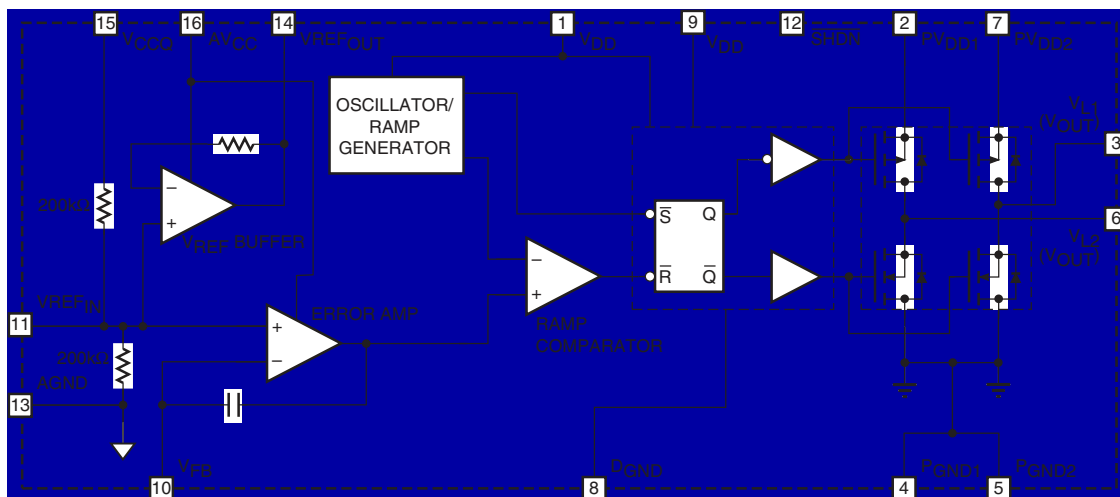 15
16
14
1
9
12
2
7
VCCQ
AVCC
VREFOUT
VDD
VDD
SHDN
PVDD1
PVDD2
OSCILLATOR/
RAMP
GENERATOR
VL1
(VOUT)
3
–
+
200kΩ
VREF BUFFER
S
Q
R
Q
6
VL2
(VOUT)
–
+
VREFIN
11
ERROR AMP
+
–
RAMP
COMPARATOR
200kΩ
AGND
13
VFB
10
DGND
8
PGND1
PGND2
4
5